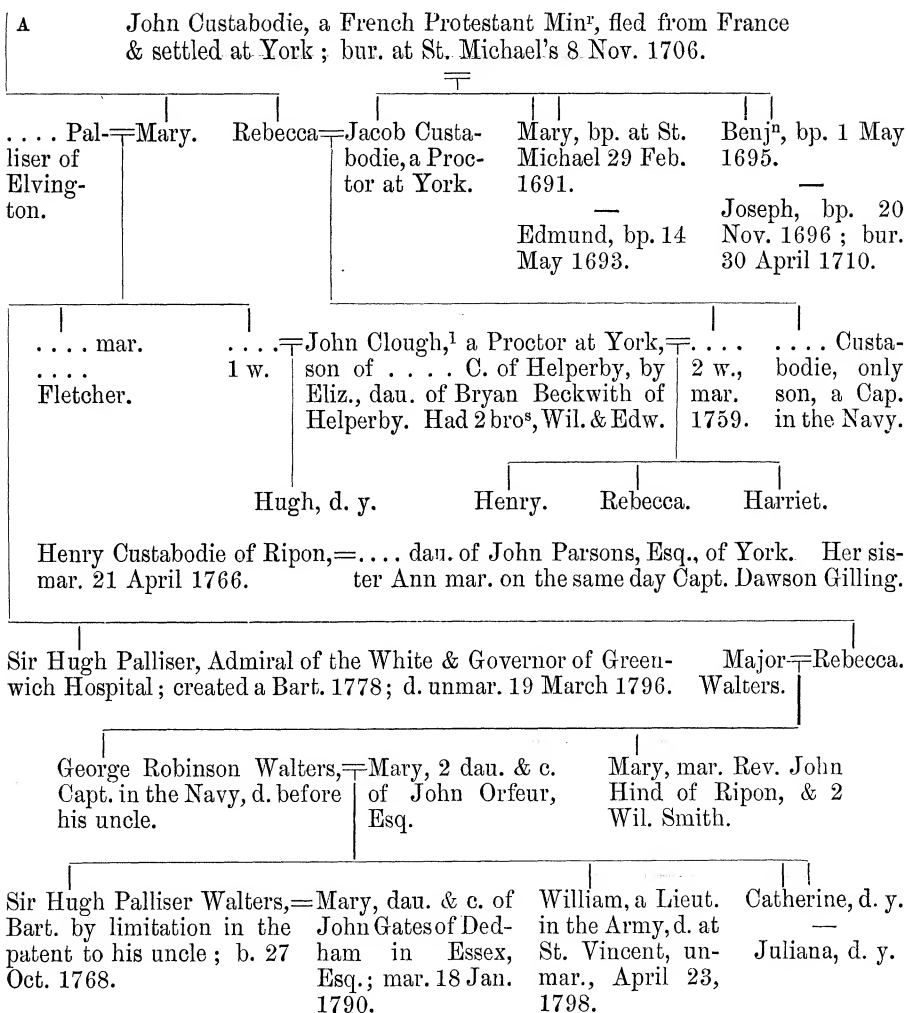 A
John Custabodie, a French Protestant Minʳ, fled from France
& settled at York ; bur. at St. Michael's 8 Nov. 1706.
. . . . Pal-
liser of
Elving-
ton.
Mary.
Rebecca
Jacob Custa-
bodie, a Proc-
tor at York.
Mary, bp. at St.
Michael 29 Feb.
1691.
—
Edmund, bp. 14
May 1693.
Benjⁿ, bp. 1 May
1695.
—
Joseph, bp. 20
Nov. 1696 ; bur.
30 April 1710.
. . . . mar.
. . . .
Fletcher.
. . . .
1 w.
John Clough,¹ a Proctor at York,
son of . . . . C. of Helperby, by
Eliz., dau. of Bryan Beckwith of
Helperby. Had 2 broˢ, Wil. & Edw.
. . . .
2 w.,
mar.
1759.
. . . . Custa-
bodie, only
son, a Cap.
in the Navy.
Hugh, d. y.
Henry.
Rebecca.
Harriet.
Henry Custabodie of Ripon,=
mar. 21 April 1766.
. . . . dau. of John Parsons, Esq., of York. Her sis-
ter Ann mar. on the same day Capt. Dawson Gilling.
Sir Hugh Palliser, Admiral of the White & Governor of Green-
wich Hospital ; created a Bart. 1778 ; d. unmar. 19 March 1796.
Major
Walters.
Rebecca.
George Robinson Walters,
Capt. in the Navy, d. before
his uncle.
Mary, 2 dau. & c.
of John Orfeur,
Esq.
Mary, mar. Rev. John
Hind of Ripon, & 2
Wil. Smith.
Sir Hugh Palliser Walters,=
Bart. by limitation in the
patent to his uncle ; b. 27
Oct. 1768.
Mary, dau. & c. of
John Gates of Ded-
ham in Essex,
Esq.; mar. 18 Jan.
1790.
William, a Lieut.
in the Army, d. at
St. Vincent, un-
mar., April 23,
1798.
Catherine, d. y.
—
Juliana, d. y.